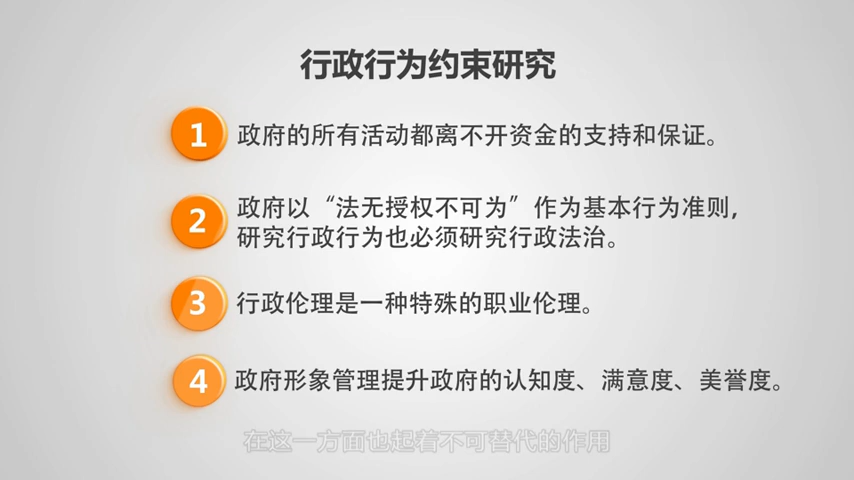 行政行为约束研究
1 政府的所有活动都离不开资金的支持和保证。
2 政府以“法无授权不可为”作为基本行为准则,
研究行政行为也必须研究行政法治。
3 行政伦理是一种特殊的职业伦理。
4 政府形象管理提升政府的认知度、满意度、美誉度。
在这一方面也起着不可替代的作用